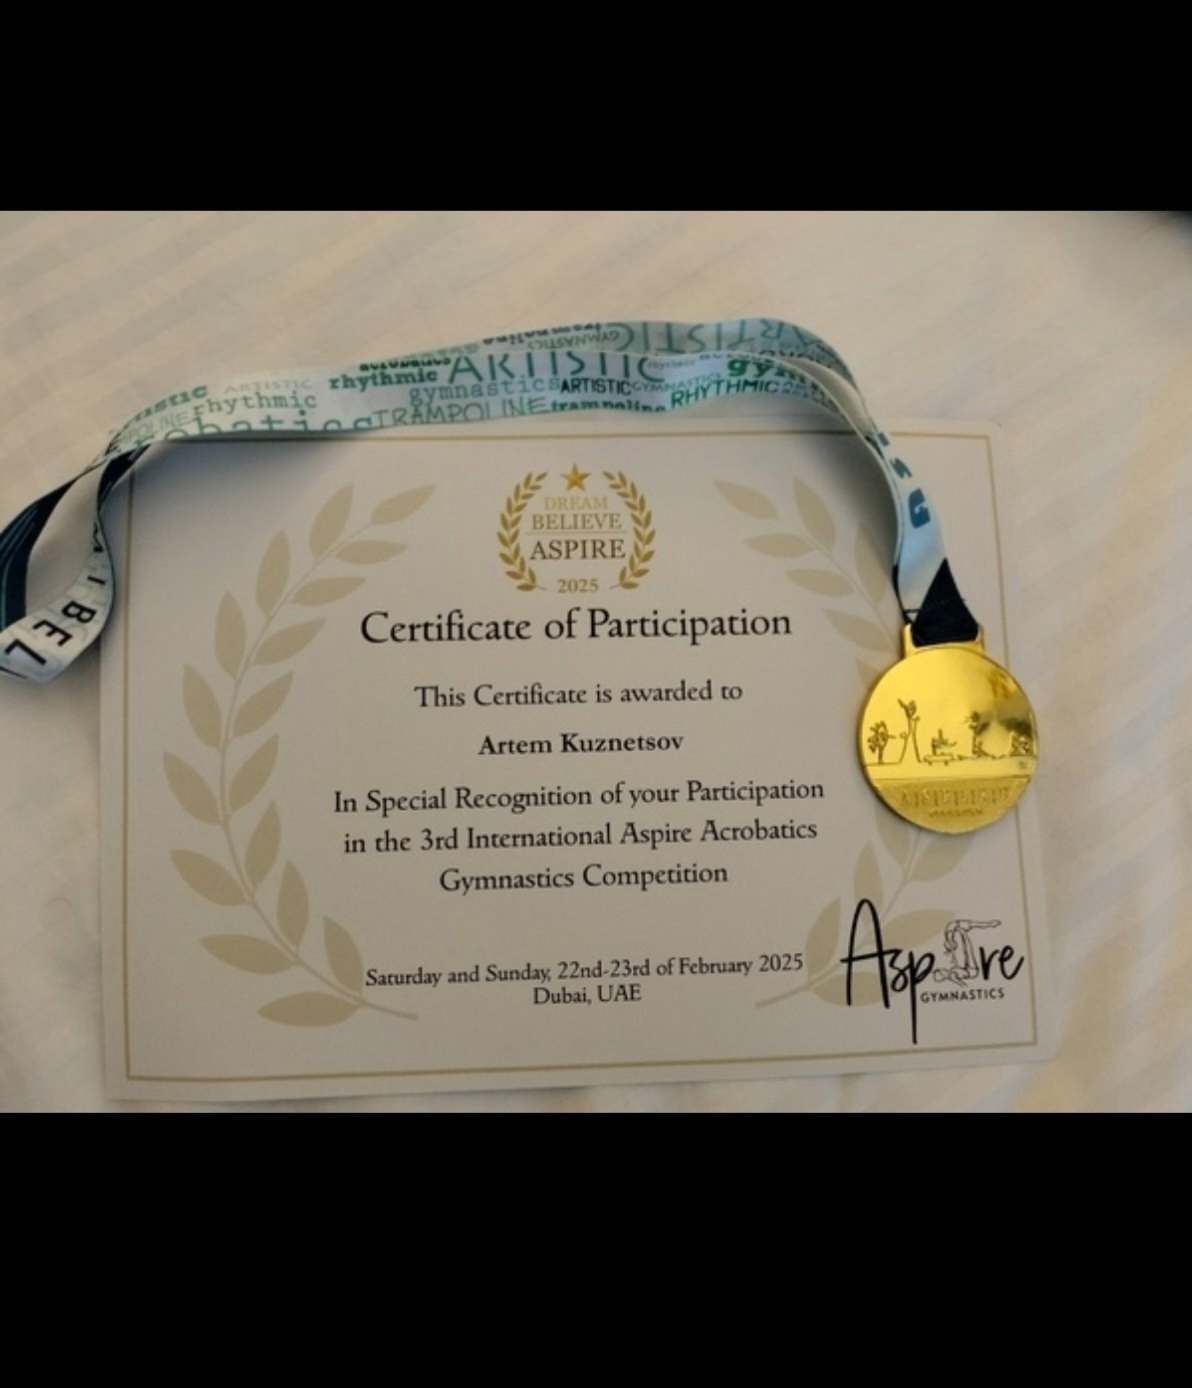 ARTISTIC
rhythmic
ARTISTIC
gymnastics
ARTISTIC
GYMNASTICS
RHYTHMIC
rhythmic
TRAMPOLINE
trampoline
DREAM
BELIEVE
ASPIRE
2025
Certificate of Participation
This Certificate is awarded to
Artem Kuznetsov
In Special Recognition of your Participation
in the 3rd International Aspire Acrobatics
Gymnastics Competition
Saturday and Sunday, 22nd-23rd of February 2025
Dubai, UAE
Aspire
GYMNASTICS